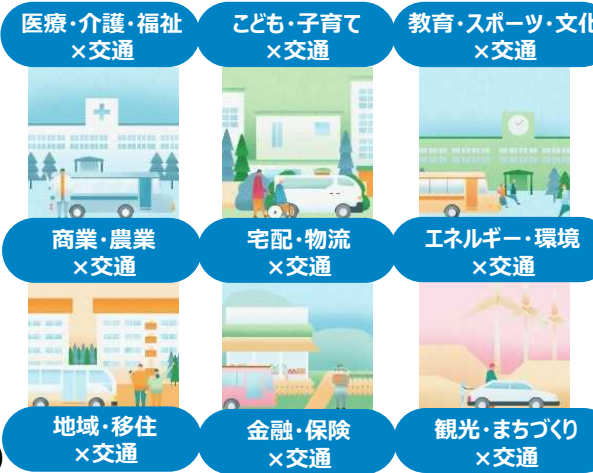 医療・介護・福祉
×交通
こども・子育て
×交通
教育・スポーツ・文化
×交通
商業・農業
×交通
宅配・物流
×交通
エネルギー・環境
×交通
地域・移住
×交通
金融・保険
×交通
観光・まちづくり
×交通
)